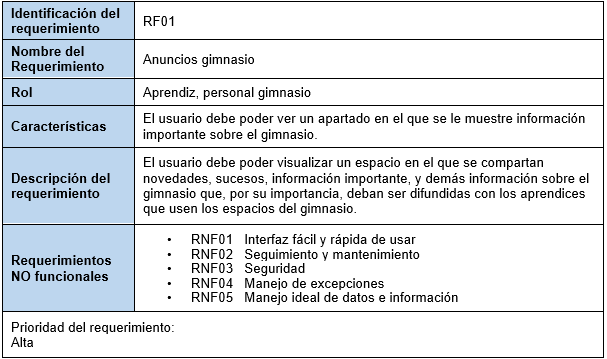 Identificación del
requerimiento
RF01
Nombre del
Requerimiento
Anuncios gimnasio
Rol
Aprendiz, personal gimnasio
Características
El usuario debe poder ver un apartado en el que se le muestre información
importante sobre el gimnasio.
Descripción del
requerimiento
El usuario debe poder visualizar un espacio en el que se compartan
novedades, sucesos, información importante, y demás información sobre el
gimnasio que, por su importancia, deban ser difundidas con los aprendices
que usen los espacios del gimnasio.
Requerimientos
NO funcionales
• RNF01 Interfaz fácil y rápida de usar
• RNF02 Seguimiento y mantenimiento
• RNF03 Seguridad
• RNF04 Manejo de excepciones
• RNF05 Manejo ideal de datos e información
Prioridad del requerimiento:
Alta